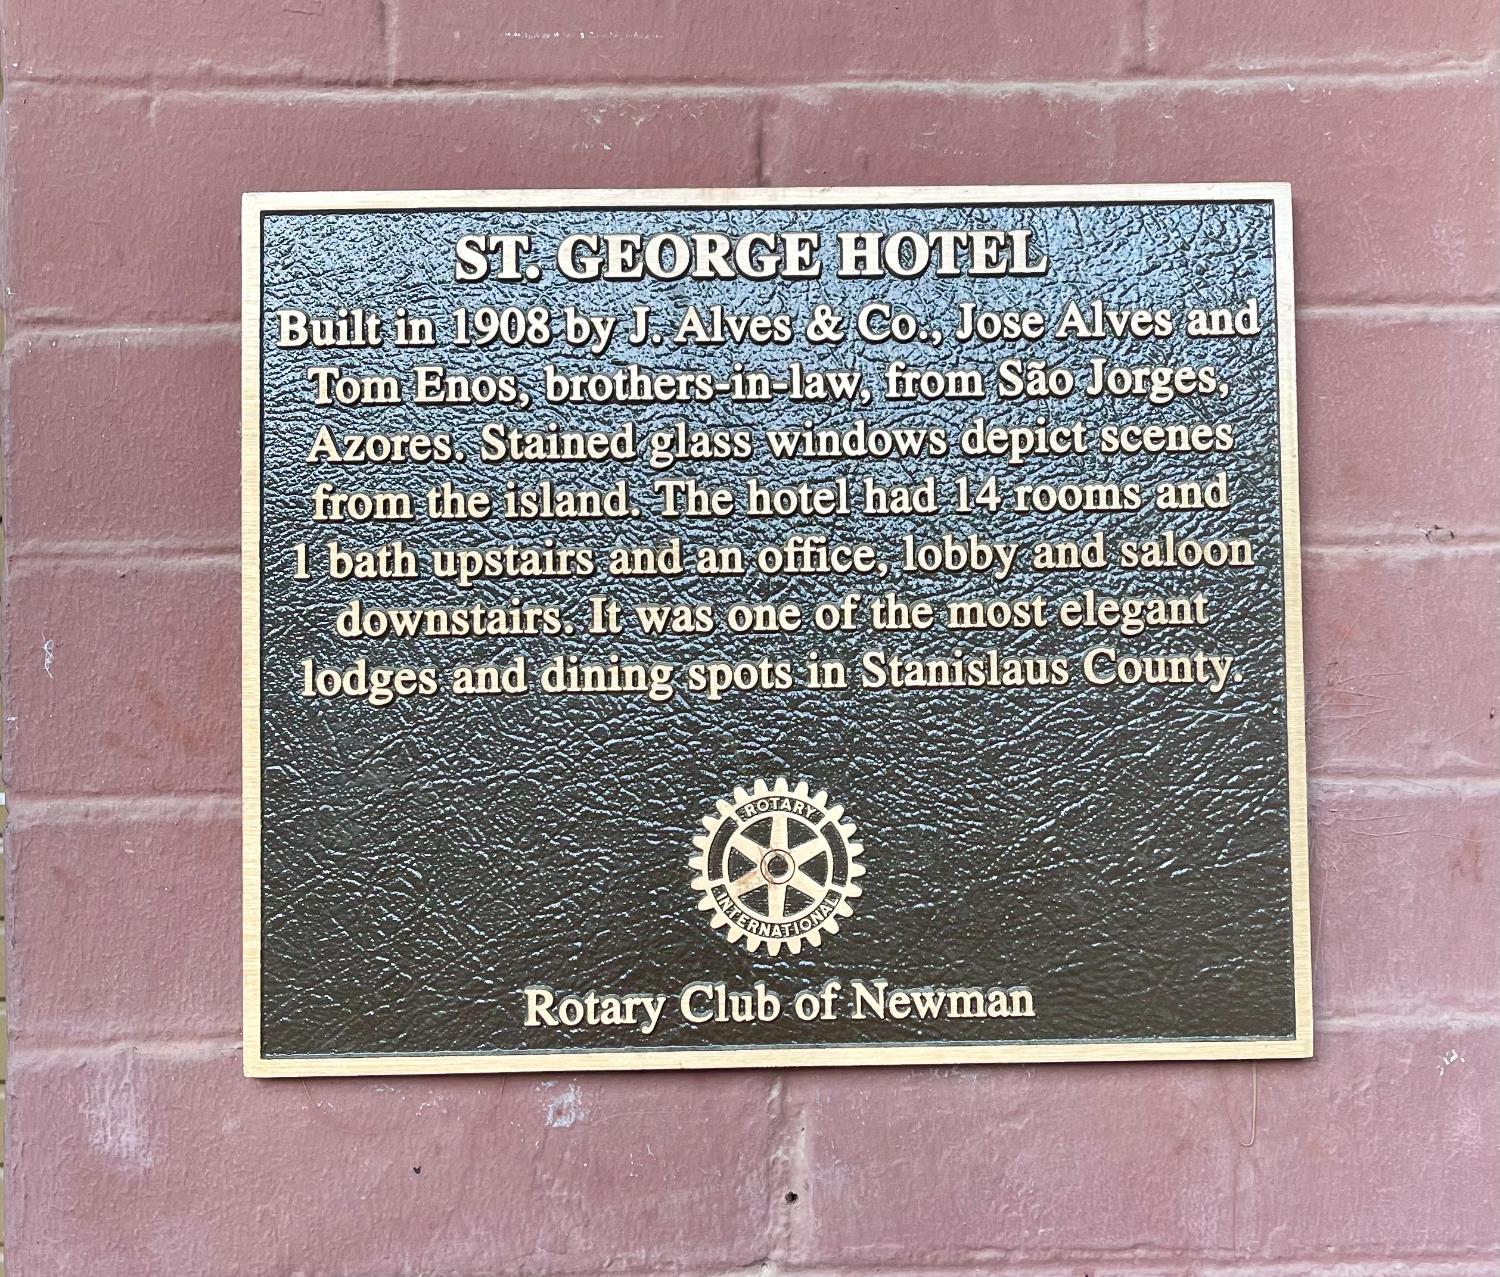 ST. GEORGE HOTEL
Built in 1908 by J. Alves & Co., Jose Alves and
Tom Enos, brothers-in-law, from São Jorges,
Azores. Stained glass windows depict scenes
from the island. The hotel had 14 rooms and
1 bath upstairs and an office, lobby and saloon
downstairs. It was one of the most elegant
lodges and dining spots in Stanislaus County.
ROTARY
INTERNATIONAL
Rotary Club of Newman